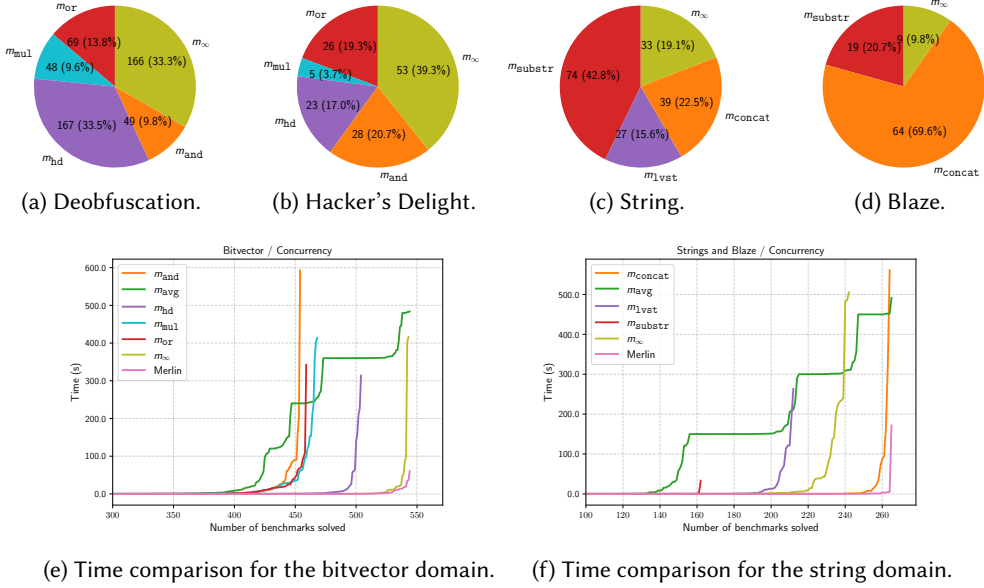 m_or
69 (13.8%)
m_∞
166 (33.3%)
m_mul
48 (9.6%)
167 (33.5%)
m_hd
49 (9.8%)
m_and
(a) Deobfuscation.
m_or
26 (19.3%)
m_∞
53 (39.3%)
m_mul
5 (3.7%)
23 (17.0%)
m_hd
28 (20.7%)
m_and
(b) Hacker's Delight.
m_∞
33 (19.1%)
m_substr
74 (42.8%)
39 (22.5%)
m_concat
27 (15.6%)
m_lvst
(c) String.
m_∞
9 (9.8%)
m_substr
19 (20.7%)
64 (69.6%)
m_concat
(d) Blaze.
Bitvector / Concurrency
600.0
500.0
400.0
300.0
200.0
100.0
0.0
Time (s)
m_and
m_avg
m_hd
m_mul
m_or
m_∞
Merlin
300 350 400 450 500 550
Number of benchmarks solved
(e) Time comparison for the bitvector domain.
Strings and Blaze / Concurrency
500.0
400.0
300.0
200.0
100.0
0.0
Time (s)
m_concat
m_avg
m_lvst
m_substr
m_∞
Merlin
100 120 140 160 180 200 220 240 260
Number of benchmarks solved
(f) Time comparison for the string domain.